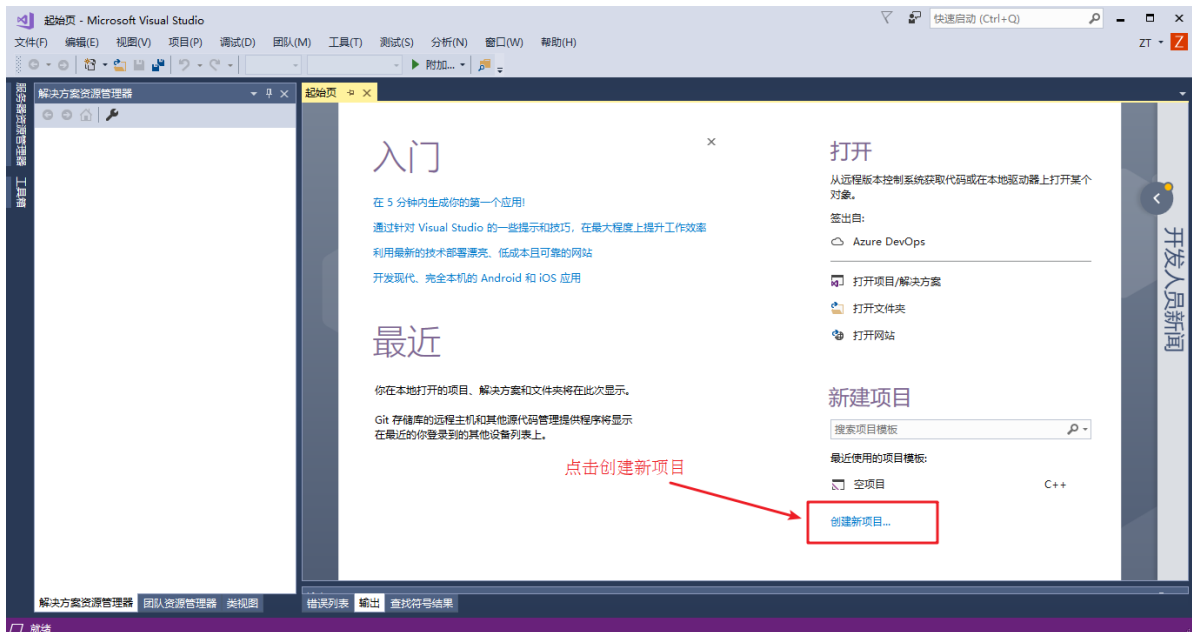 起始页 - Microsoft Visual Studio
快速启动 (Ctrl+Q)
文件(F) 编辑(E) 视图(V) 项目(P) 调试(D) 团队(M) 工具(T) 测试(S) 分析(N) 窗口(W) 帮助(H)
ZT
Z
附加...
服务器资源管理器
工具箱
解决方案资源管理器
起始页
入门
在 5 分钟内生成你的第一个应用!
通过针对 Visual Studio 的一些提示和技巧，在最大程度上提升工作效率
利用最新的技术部署漂亮、低成本且可靠的网站
开发现代、完全本机的 Android 和 iOS 应用
最近
你在本地打开的项目、解决方案和文件夹将在此次显示。
Git 存储库的远程主机和其他源代码管理提供程序将显示
在最近的你登录到的其他设备列表上。
点击创建新项目
打开
从远程版本控制系统获取代码或在本地驱动器上打开某个
对象。
签出自:
Azure DevOps
打开项目/解决方案
打开文件夹
打开网站
新建项目
搜索项目模板
最近使用的项目模板:
空项目 C++
创建新项目...
开发人员新闻
解决方案资源管理器 团队资源管理器 类视图
错误列表 输出 查找符号结果
就绪